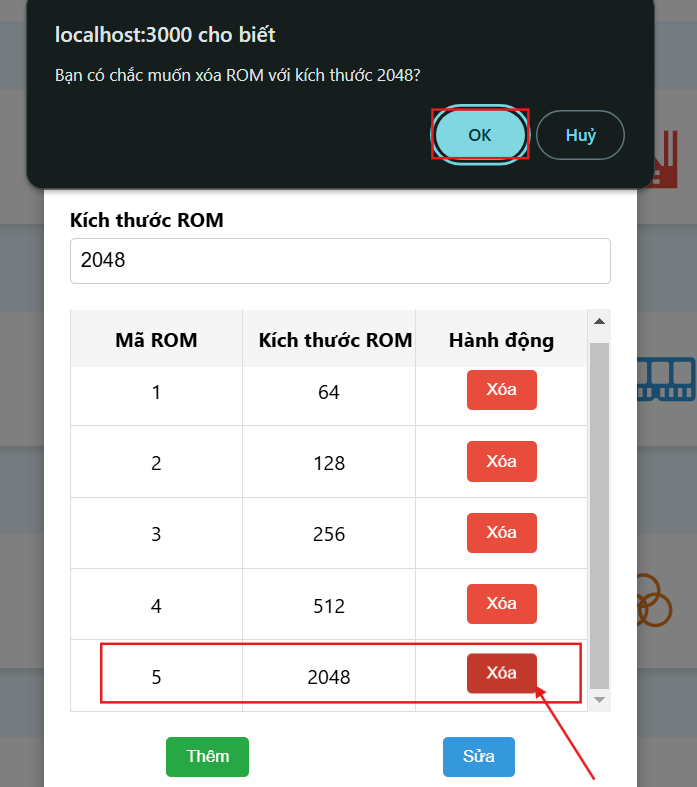 localhost:3000 cho biết
Bạn có chắc muốn xóa ROM với kích thước 2048?
OK Huỷ
Kích thước ROM
2048
Mã ROM Kích thước ROM Hành động
1 64 Xóa
2 128 Xóa
3 256 Xóa
4 512 Xóa
5 2048 Xóa
Thêm Sửa